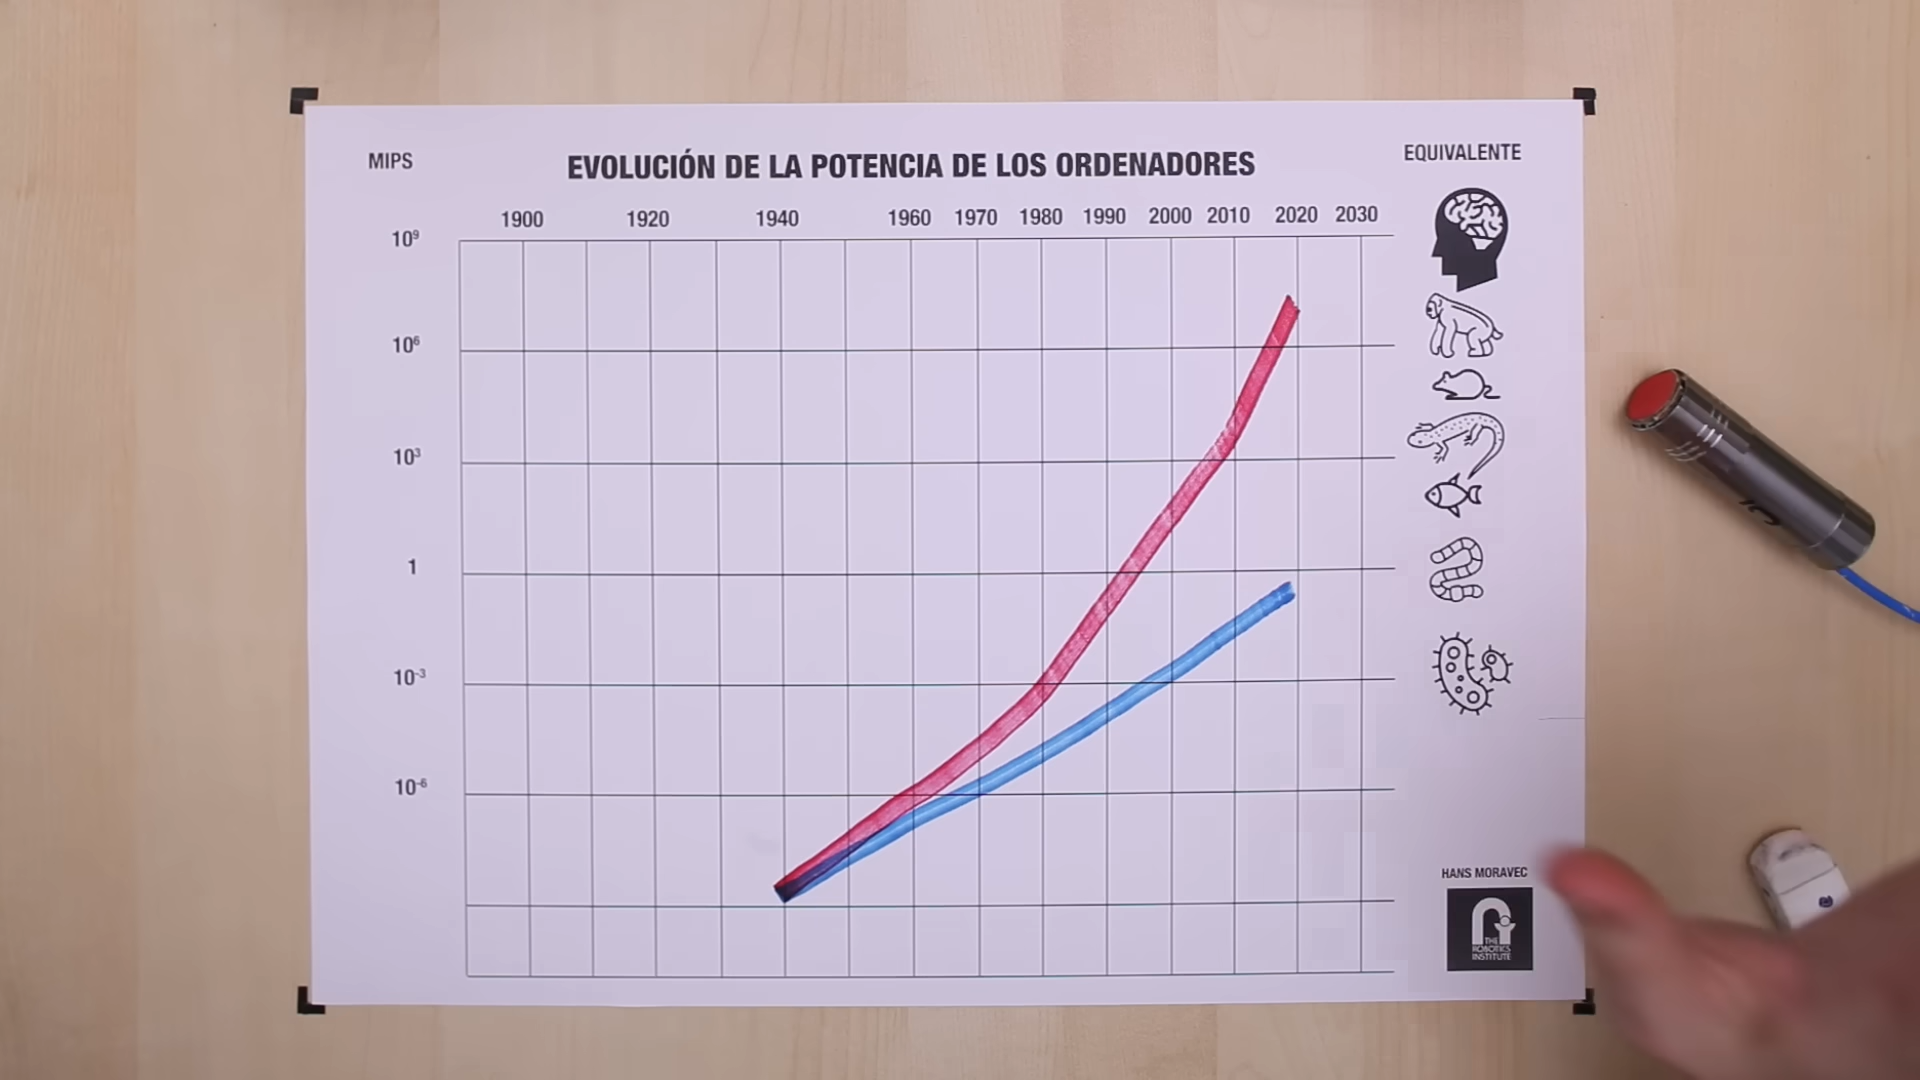 MIPS
EVOLUCIÓN DE LA POTENCIA DE LOS ORDENADORES
EQUIVALENTE
1900 1920 1940 1960 1970 1980 1990 2000 2010 2020 2030
10⁹
10⁶
10³
1
10⁻³
10⁻⁶
HANS MORAVEC
THE
ROBOTICS
INSTITUTE